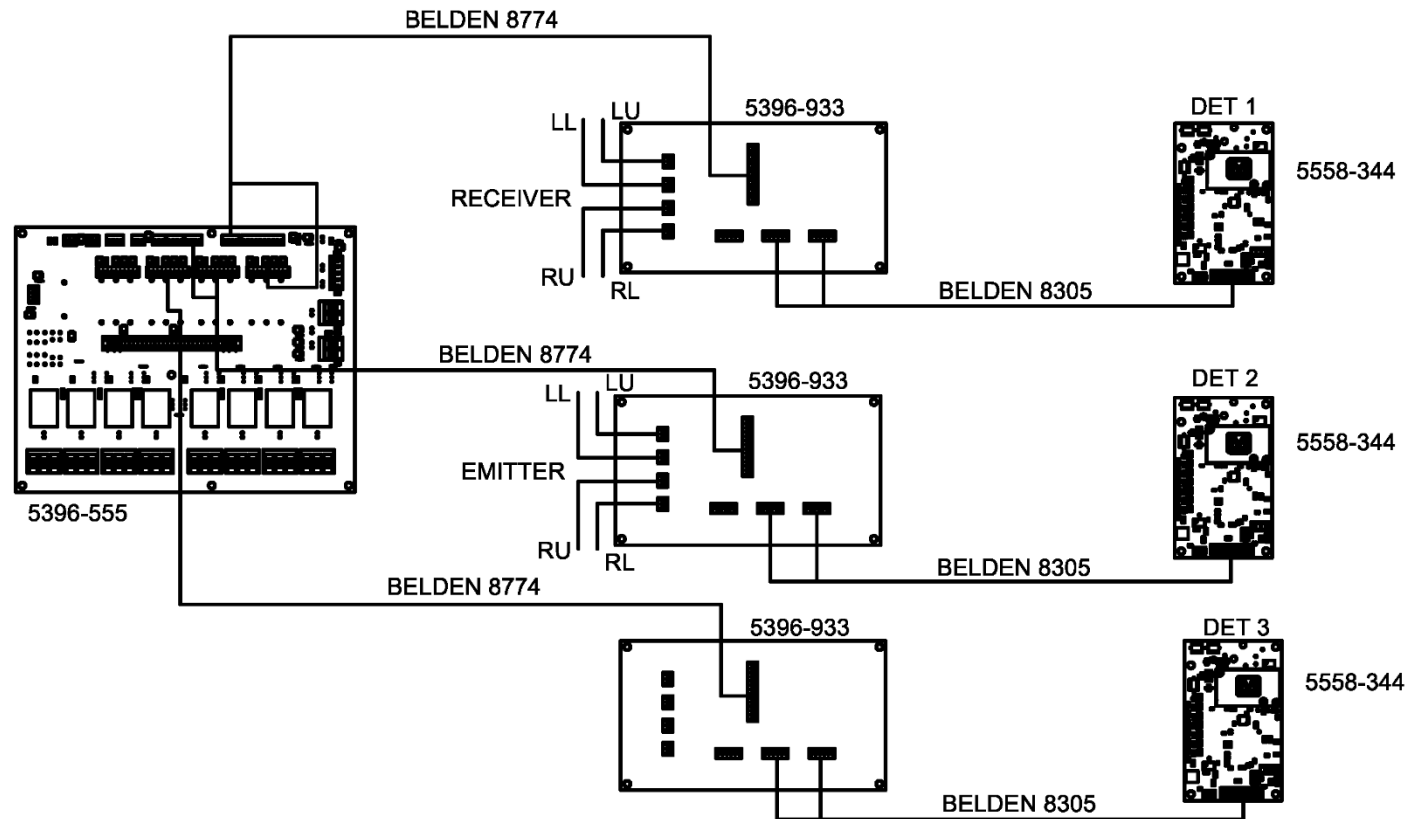 BELDEN 8774
5396-933
DET 1
LL
LU
5558-344
RECEIVER
RU
RL
BELDEN 8305
BELDEN 8774
5396-933
DET 2
LL
LU
5558-344
EMITTER
5396-555
RU
RL
BELDEN 8305
BELDEN 8774
5396-933
DET 3
5558-344
BELDEN 8305